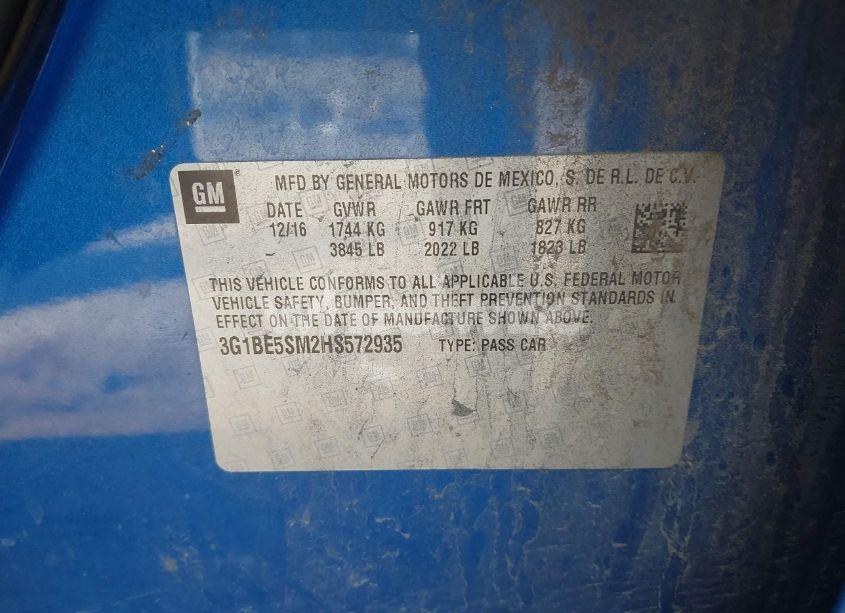 GM
MFD BY GENERAL MOTORS DE MEXICO, S. DE R.L. DE C.V.
DATE GVWR GAWR FRT GAWR RR
12/16 1744 KG 917 KG 827 KG
- 3845 LB 2022 LB 1823 LB
THIS VEHICLE CONFORMS TO ALL APPLICABLE U.S. FEDERAL MOTOR
VEHICLE SAFETY, BUMPER, AND THEFT PREVENTION STANDARDS IN
EFFECT ON THE DATE OF MANUFACTURE SHOWN ABOVE.
3G1BE5SM2HS572935 TYPE: PASS CAR